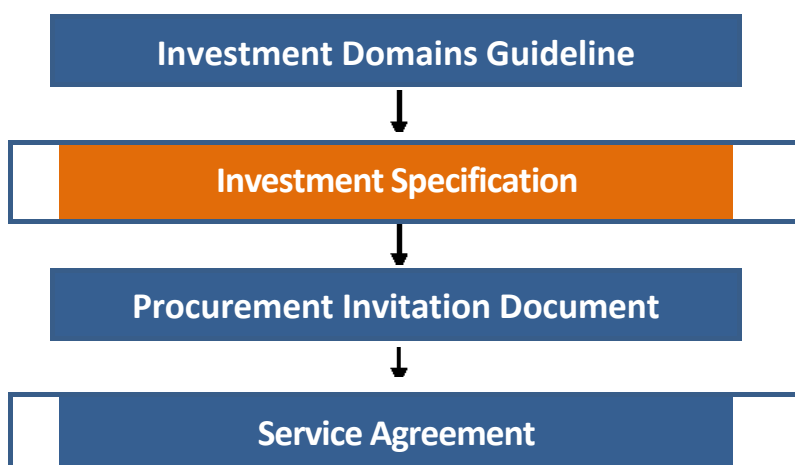 Investment Domains Guideline
Investment Specification
Procurement Invitation Document
Service Agreement